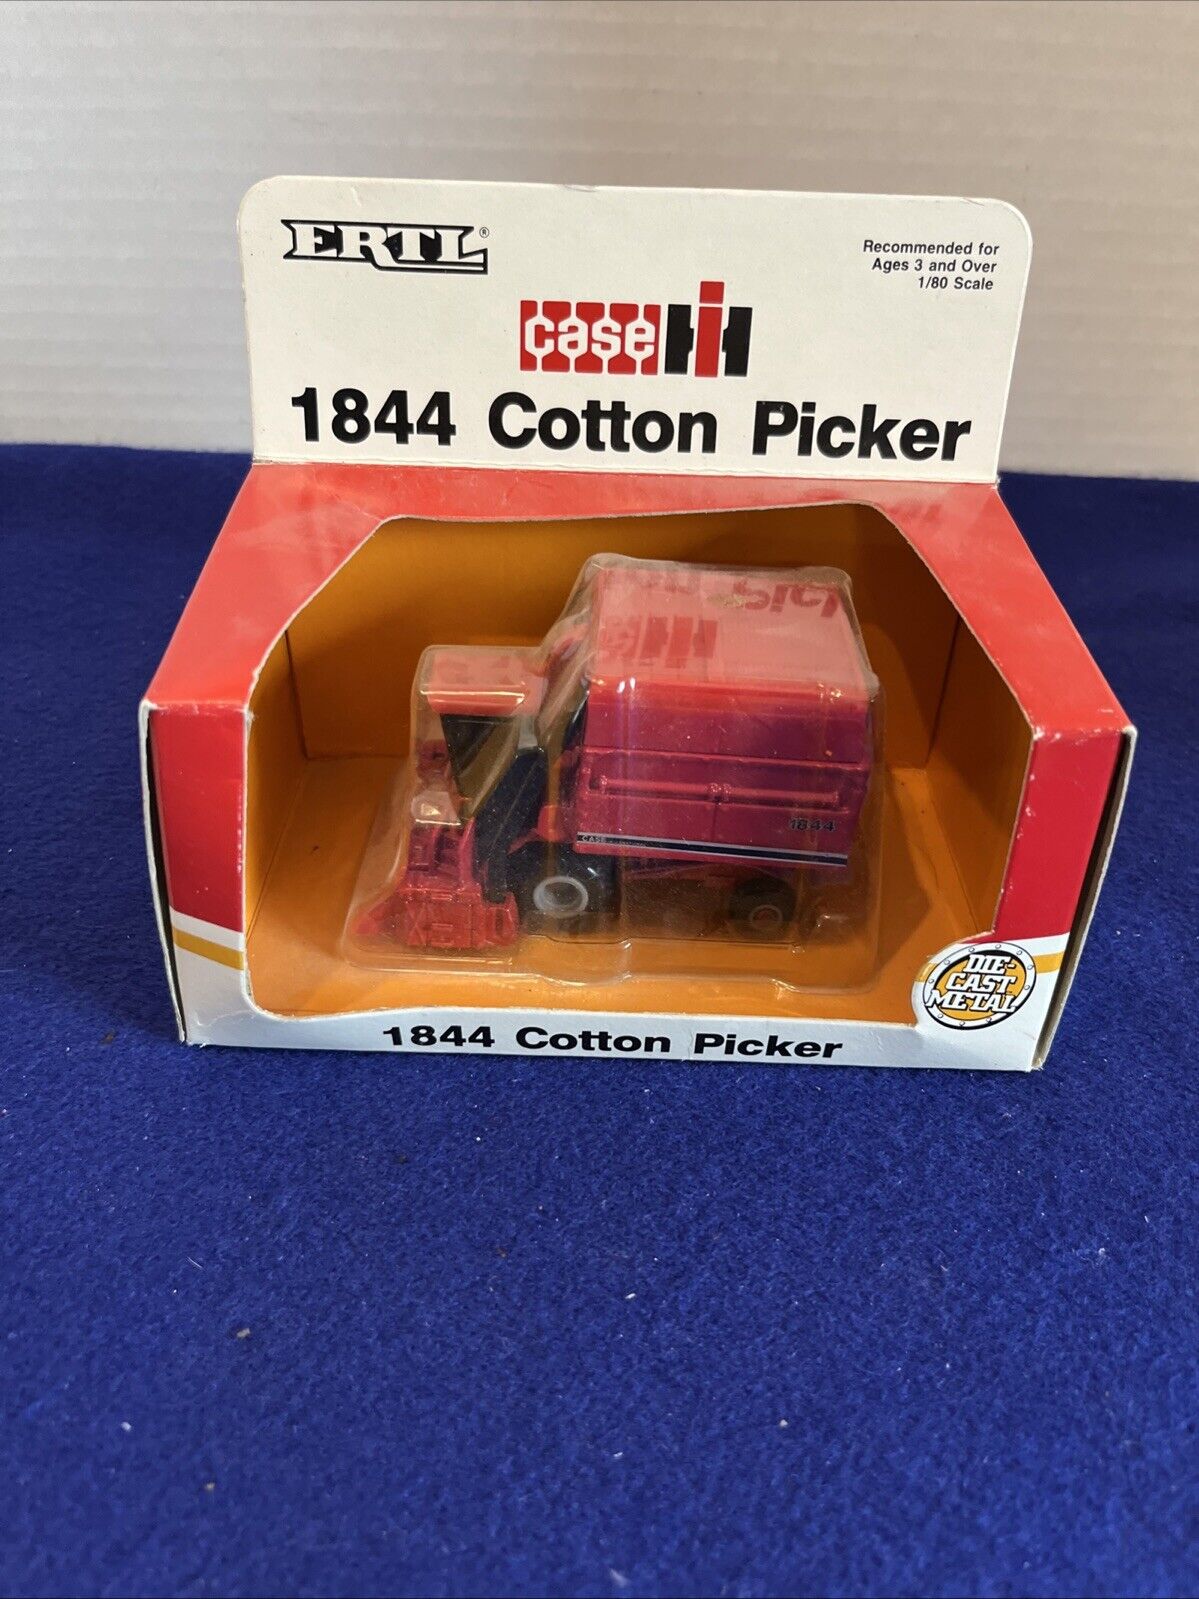 ERTL®
Recommended for
Ages 3 and Over
1/80 Scale
case IH
1844 Cotton Picker
1844
CASE
DIE-
CAST
METAL
1844 Cotton Picker